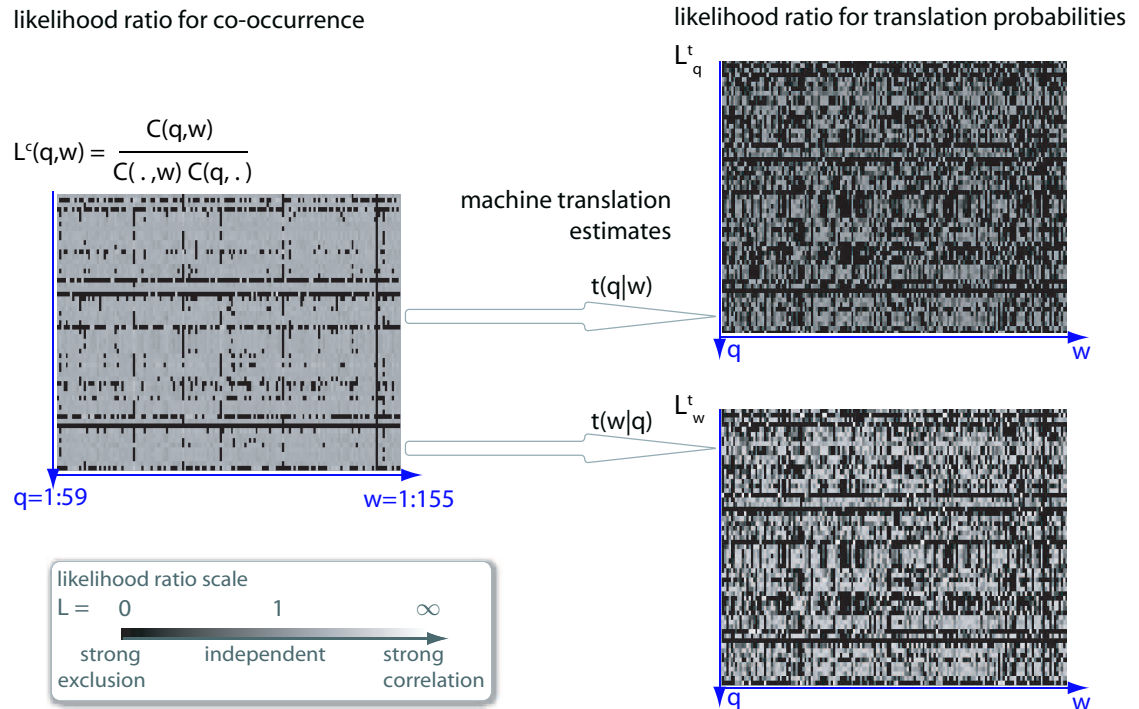 likelihood ratio for co-occurrence
likelihood ratio for translation probabilities
L^t_q
C(q,w)
L^c(q,w) =
C( . ,w) C(q, . )
machine translation
estimates
t(q|w)
q
w
L^t_w
t(w|q)
q=1:59
w=1:155
q
w
likelihood ratio scale
L = 0 1 ∞
strong independent strong
exclusion correlation